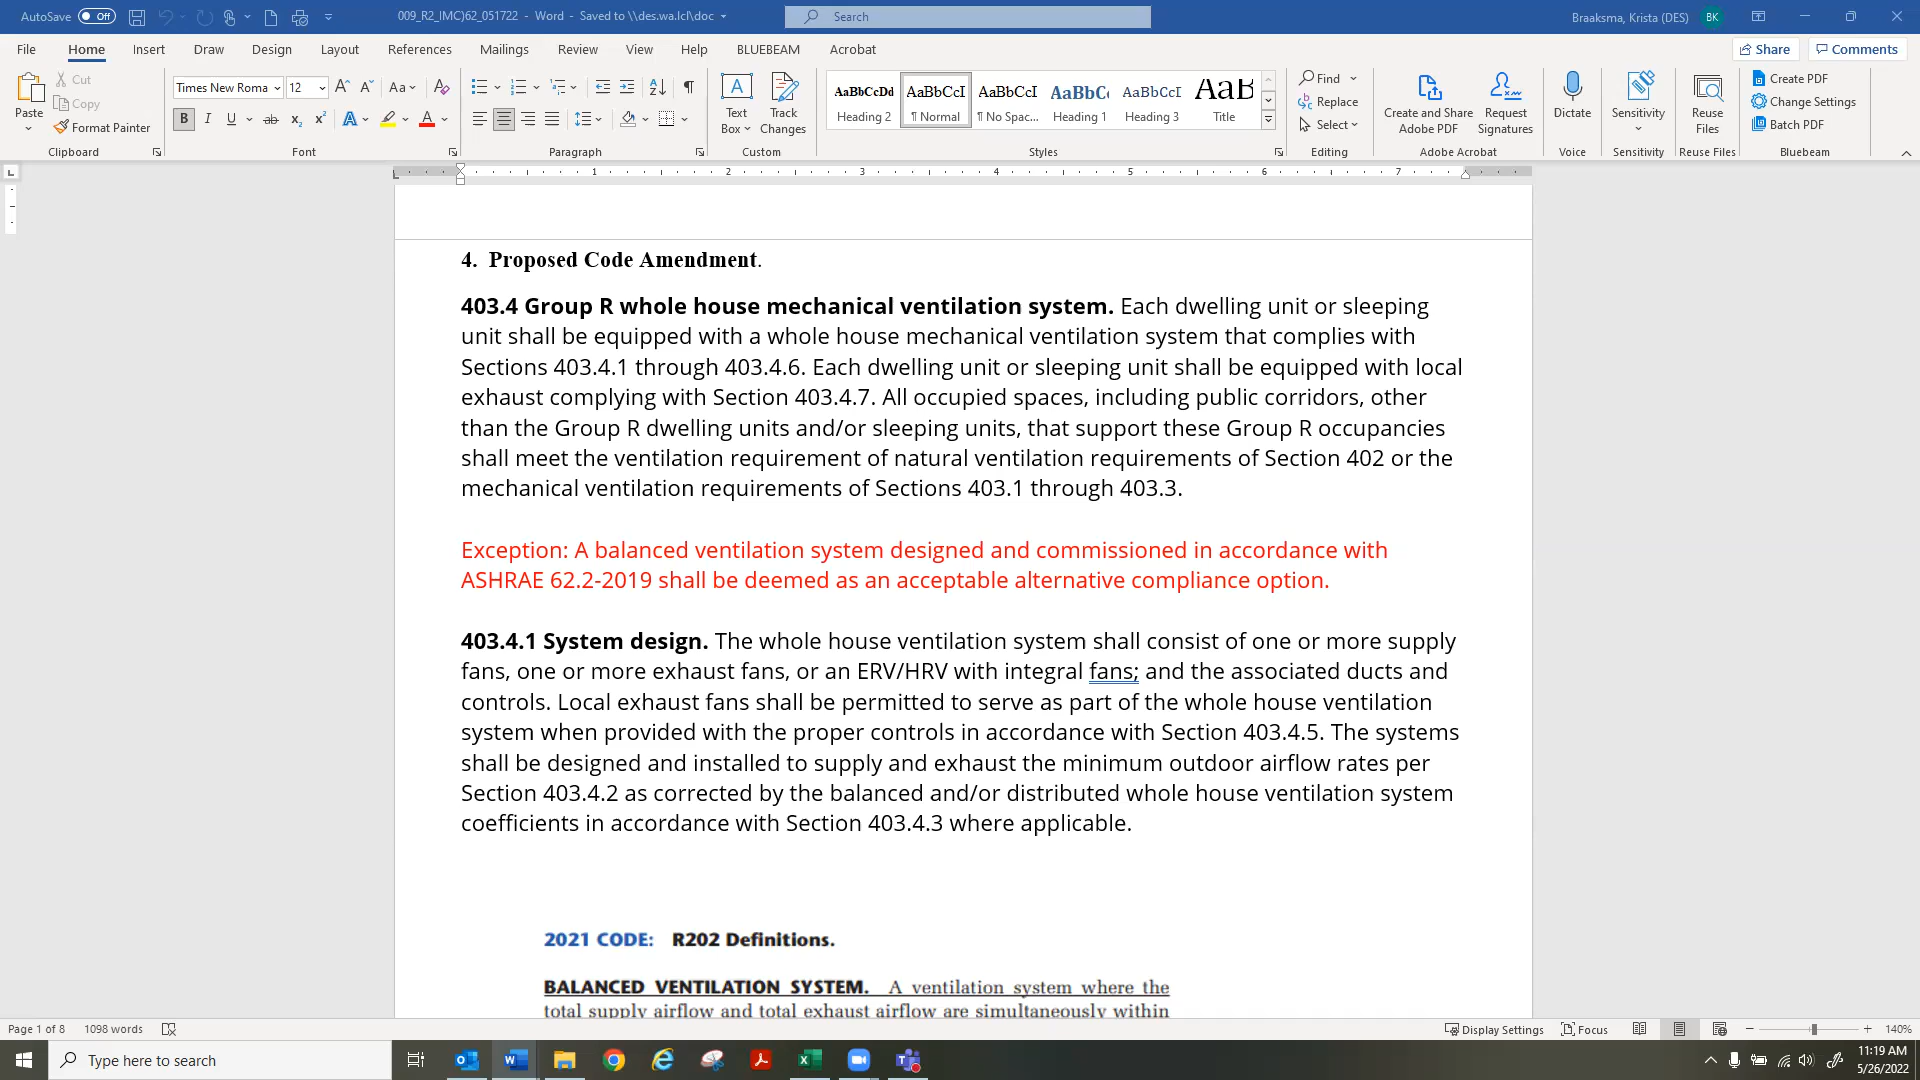 AutoSave Off 009_R2_IMC)62_051722 - Word - Saved to \\des.wa.lcl\doc Search Braaksma, Krista (DES) BK
File Home Insert Draw Design Layout References Mailings Review View Help BLUEBEAM Acrobat Share Comments
Paste Cut Copy Format Painter
Times New Roma 12 Aa
B I U ab x2 x2 A A
Text Box Track Changes
AaBbCcDd AaBbCcI AaBbCcI AaBbC AaBbCcI AaB
Heading 2 ¶ Normal ¶ No Spac... Heading 1 Heading 3 Title
Find Replace Select
Create and Share Adobe PDF Request Signatures Dictate Sensitivity Reuse Files
Create PDF Change Settings Batch PDF
Clipboard Font Paragraph Custom Styles Editing Adobe Acrobat Voice Sensitivity Reuse Files Bluebeam
1 2 3 4 5 6 7
4. Proposed Code Amendment.
403.4 Group R whole house mechanical ventilation system. Each dwelling unit or sleeping
unit shall be equipped with a whole house mechanical ventilation system that complies with
Sections 403.4.1 through 403.4.6. Each dwelling unit or sleeping unit shall be equipped with local
exhaust complying with Section 403.4.7. All occupied spaces, including public corridors, other
than the Group R dwelling units and/or sleeping units, that support these Group R occupancies
shall meet the ventilation requirement of natural ventilation requirements of Section 402 or the
mechanical ventilation requirements of Sections 403.1 through 403.3.
Exception: A balanced ventilation system designed and commissioned in accordance with
ASHRAE 62.2-2019 shall be deemed as an acceptable alternative compliance option.
403.4.1 System design. The whole house ventilation system shall consist of one or more supply
fans, one or more exhaust fans, or an ERV/HRV with integral fans; and the associated ducts and
controls. Local exhaust fans shall be permitted to serve as part of the whole house ventilation
system when provided with the proper controls in accordance with Section 403.4.5. The systems
shall be designed and installed to supply and exhaust the minimum outdoor airflow rates per
Section 403.4.2 as corrected by the balanced and/or distributed whole house ventilation system
coefficients in accordance with Section 403.4.3 where applicable.
2021 CODE: R202 Definitions.
BALANCED VENTILATION SYSTEM. A ventilation system where the
total supply airflow and total exhaust airflow are simultaneously within
Page 1 of 8 1098 words Display Settings Focus 140%
Type here to search
11:19 AM
5/26/2022